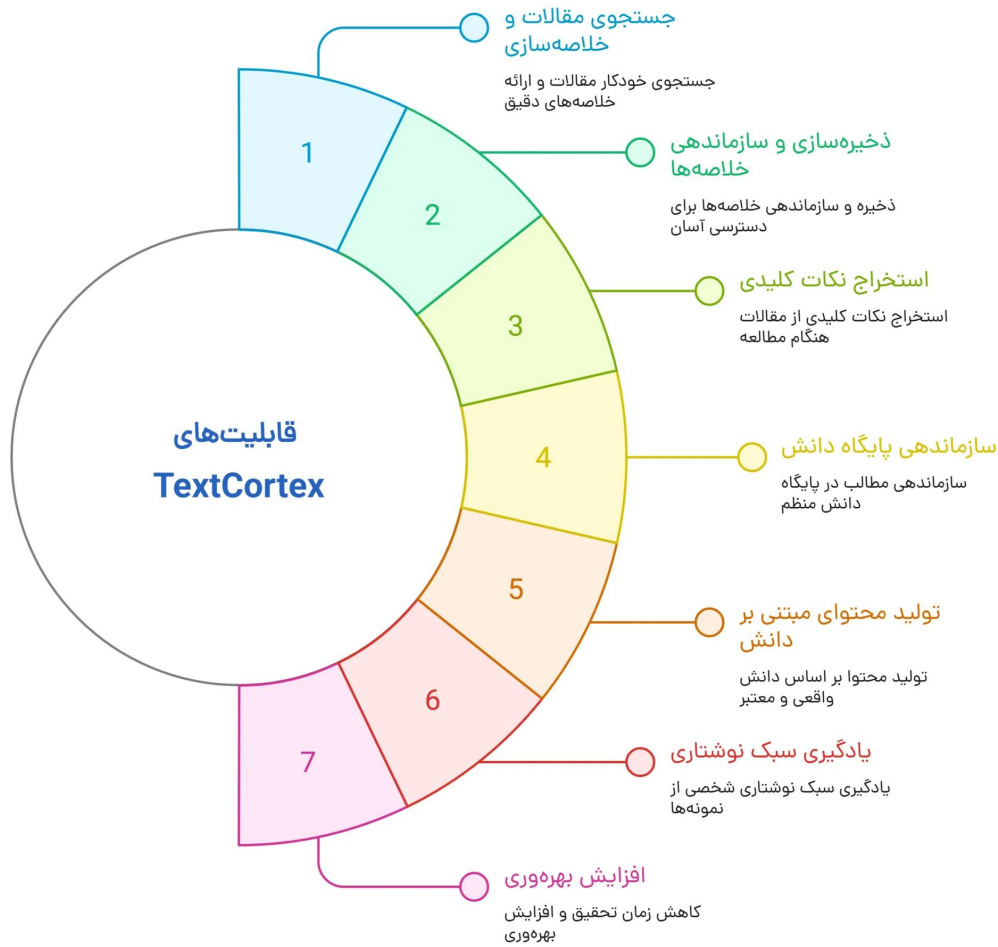 جستجوی مقالات و
خلاصه‌سازی
جستجوی خودکار مقالات و ارائه
خلاصه‌های دقیق
1
ذخیره‌سازی و سازماندهی
خلاصه‌ها
ذخیره و سازماندهی خلاصه‌ها برای
دسترسی آسان
2
استخراج نکات کلیدی
استخراج نکات کلیدی از مقالات
هنگام مطالعه
3
قابلیت‌های
TextCortex
سازماندهی پایگاه دانش
سازماندهی مطالب در پایگاه
دانش منظم
4
تولید محتوای مبتنی بر
دانش
تولید محتوا بر اساس دانش
واقعی و معتبر
5
یادگیری سبک نوشتاری
یادگیری سبک نوشتاری شخصی از
نمونه‌ها
6
افزایش بهره‌وری
کاهش زمان تحقیق و افزایش
بهره‌وری
7